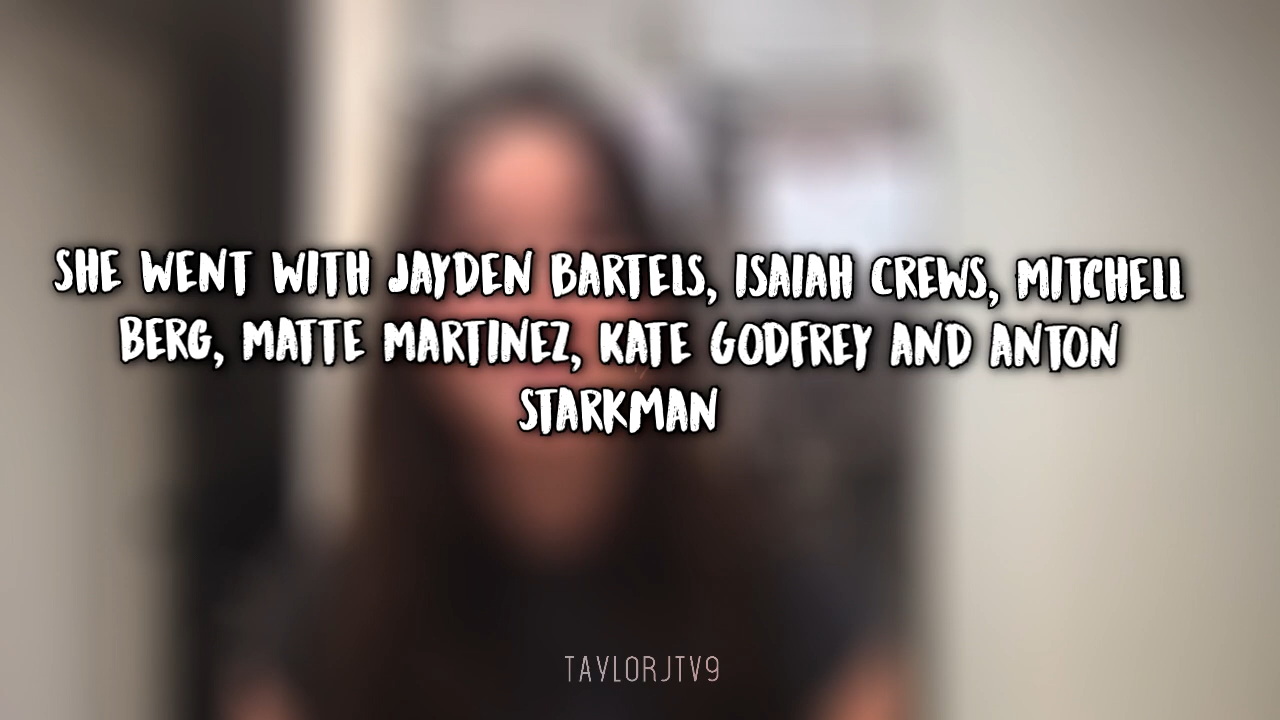 SHE WENT WITH JAYDEN BARTELS, ISAIAH CREWS, MITCHELL
BERG, MATTE MARTINEZ, KATE GODFREY AND ANTON
STARKMAN
TAYLORJTV9